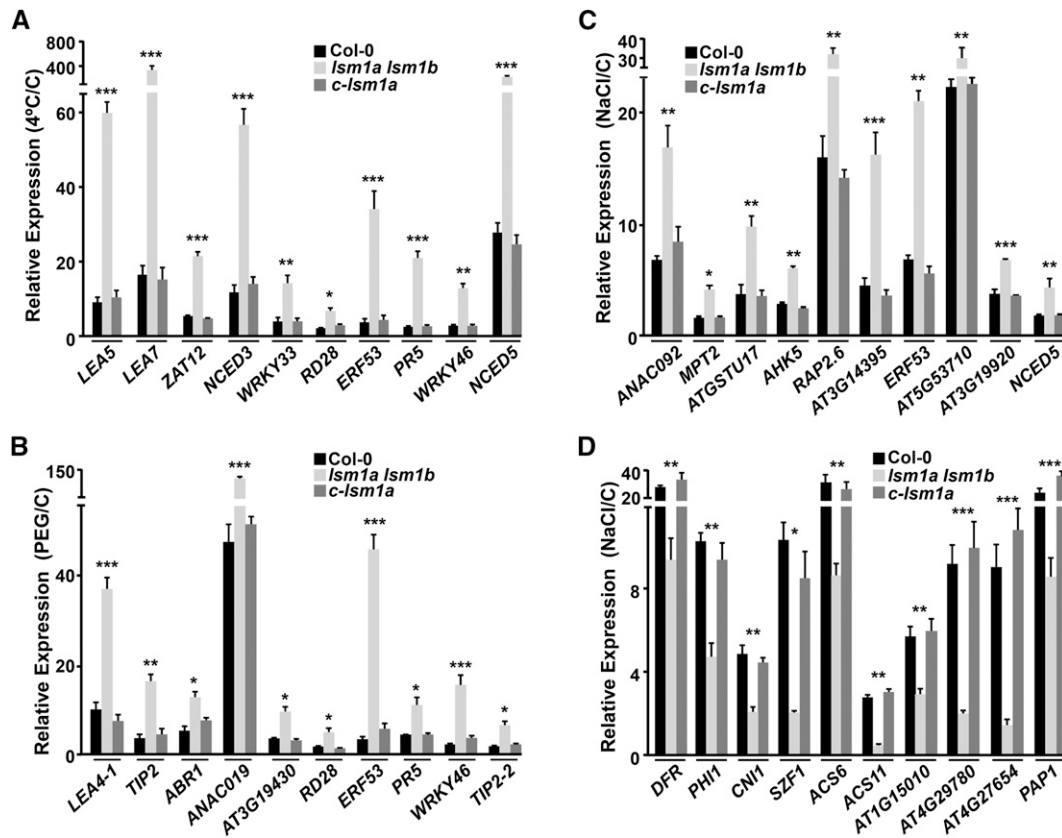 A
Relative Expression (4ºC/C)
800
400
60
40
20
0
Col-0
lsm1a lsm1b
c-lsm1a
*** *** *** *** ** * *** *** ** ***
LEA5 LEA7 ZAT12 NCED3 WRKY33 RD28 ERF53 PR5 WRKY46 NCED5
C
Relative Expression (NaCl/C)
40
30
20
10
0
Col-0
lsm1a lsm1b
c-lsm1a
** * ** ** ** *** ** ** *** **
ANAC092 MPT2 ATGSTU17 AHK5 RAP2.6 AT3G14395 ERF53 AT5G53710 AT3G19920 NCED5
B
Relative Expression (PEG/C)
150
40
20
0
Col-0
lsm1a lsm1b
c-lsm1a
*** ** * *** * * *** * *** *
LEA4-1 TIP2 ABR1 ANAC019 AT3G19430 RD28 ERF53 PR5 WRKY46 TIP2-2
D
Relative Expression (NaCl/C)
40
20
8
4
0
Col-0
lsm1a lsm1b
c-lsm1a
** ** ** * ** ** ** *** *** ***
DFR PHI1 CNI1 SZF1 ACS6 ACS11 AT1G15010 AT4G29780 AT4G27654 PAP1